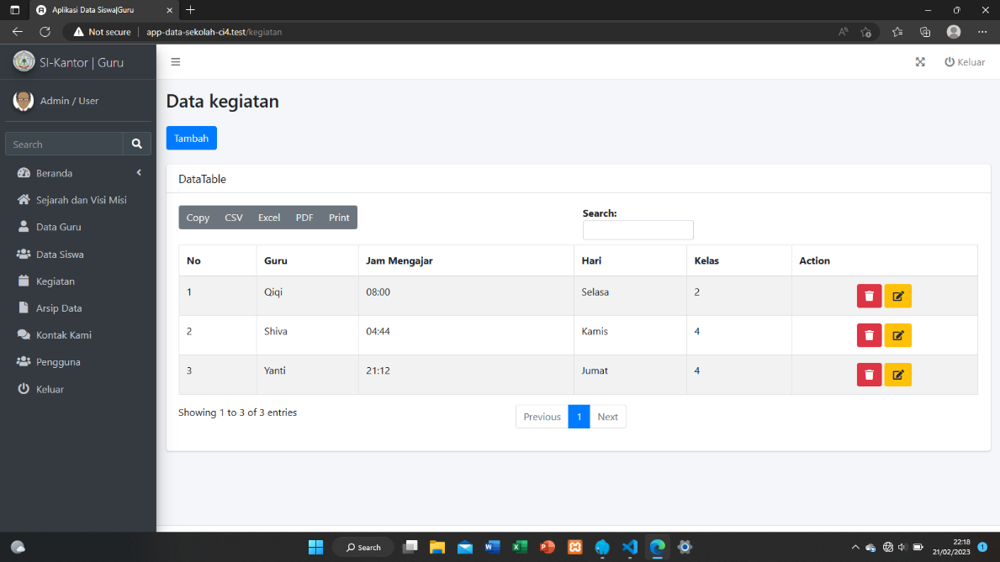 Aplikasi Data Siswa|Guru
Not secure app-data-sekolah-ci4.test/kegiatan
SI-Kantor | Guru
Keluar
Admin / User
Search
Beranda
Sejarah dan Visi Misi
Data Guru
Data Siswa
Kegiatan
Arsip Data
Kontak Kami
Pengguna
Keluar
Data kegiatan
Tambah
DataTable
Copy CSV Excel PDF Print
Search:
No Guru Jam Mengajar Hari Kelas Action
1 Qiqi 08:00 Selasa 2
2 Shiva 04:44 Kamis 4
3 Yanti 21:12 Jumat 4
Showing 1 to 3 of 3 entries
Previous 1 Next
Search
22:18
21/02/2023
1